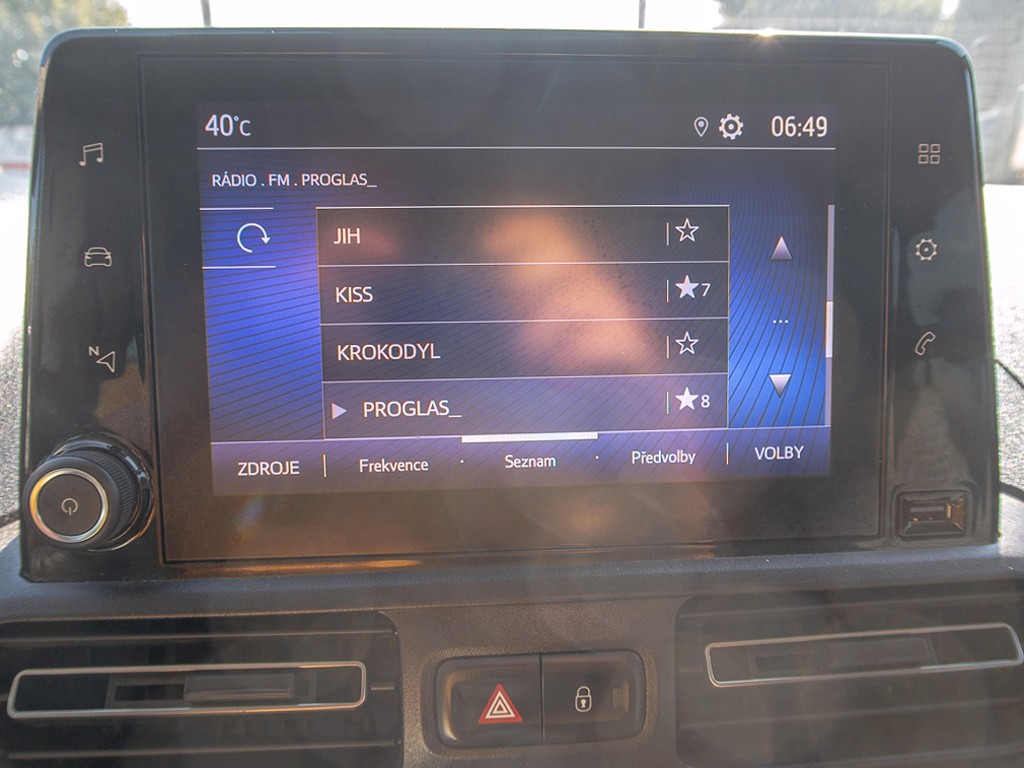 40°C 06:49
RÁDIO . FM . PROGLAS_
JIH
KISS 7
KROKODYL
PROGLAS_ 8
ZDROJE Frekvence Seznam Předvolby VOLBY
N